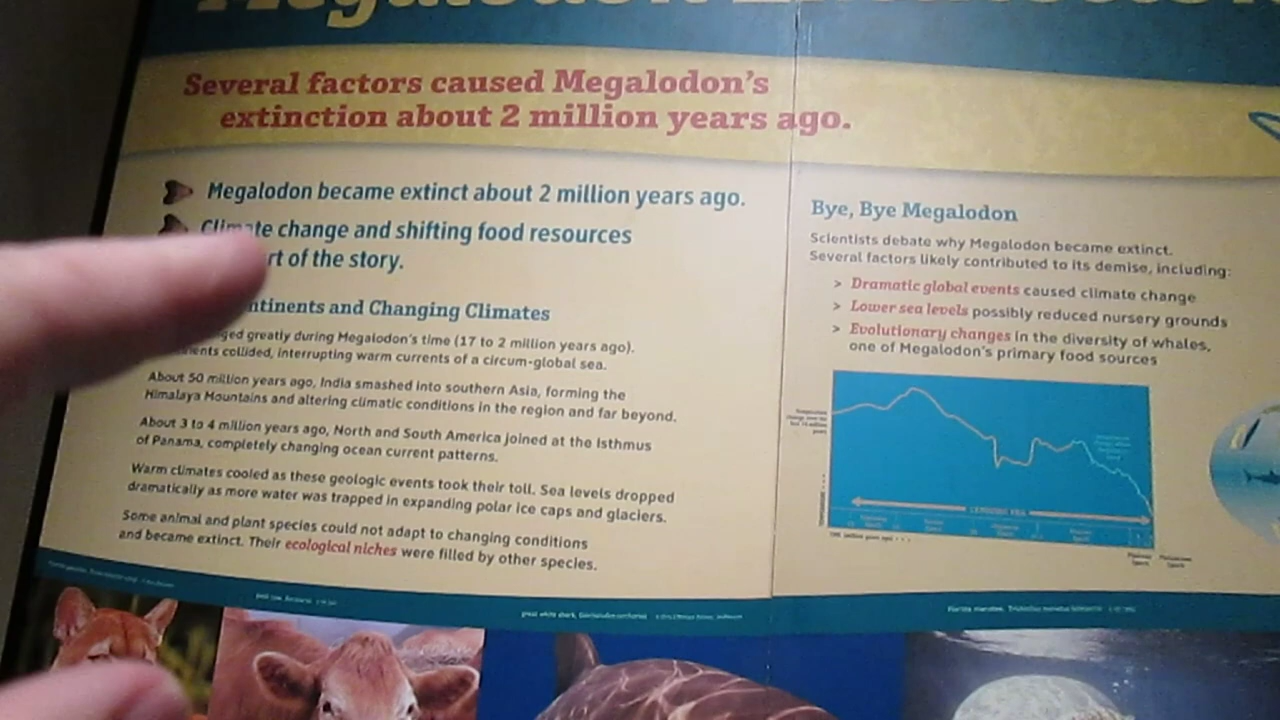 Megalodon
Several factors caused Megalodon's
extinction about 2 million years ago.
Megalodon became extinct about 2 million years ago.
Climate change and shifting food resources
of the story.
and Changing Climates
greatly during Megalodon's time (17 to 2 million years ago).
collided, interrupting warm currents of a circum-global sea.
About 50 million years ago, India smashed into southern Asia, forming the
Himalaya Mountains and altering climatic conditions in the region and far beyond.
About 3 to 4 million years ago, North and South America joined at the Isthmus
of Panama, completely changing ocean current patterns.
Warm climates cooled as these geologic events took their toll. Sea levels dropped
dramatically as more water was trapped in expanding polar ice caps and glaciers.
Some animal and plant species could not adapt to changing conditions
and became extinct. Their ecological niches were filled by other species.
Bye, Bye Megalodon
Scientists debate why Megalodon became extinct.
Several factors likely contributed to its demise, including:
> Dramatic global events caused climate change
> Lower sea levels possibly reduced nursery grounds
> Evolutionary changes in the diversity of whales,
one of Megalodon's primary food sources
CENOZOIC ERA